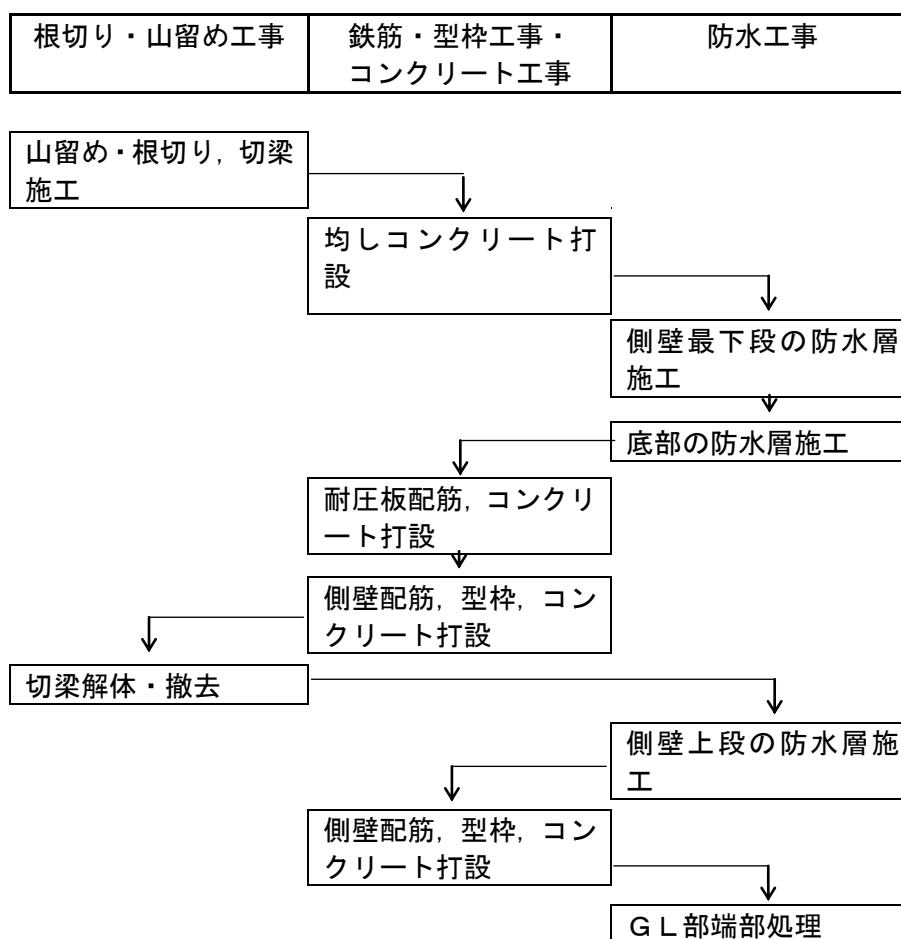 根切り・山留め工事
鉄筋・型枠工事・
コンクリート工事
防水工事
山留め・根切り，切梁
施工
均しコンクリート打
設
側壁最下段の防水層
施工
底部の防水層施工
耐圧板配筋，コンクリ
ート打設
側壁配筋，型枠，コン
クリート打設
切梁解体・撤去
側壁上段の防水層施
工
側壁配筋，型枠，コン
クリート打設
ＧＬ部端部処理